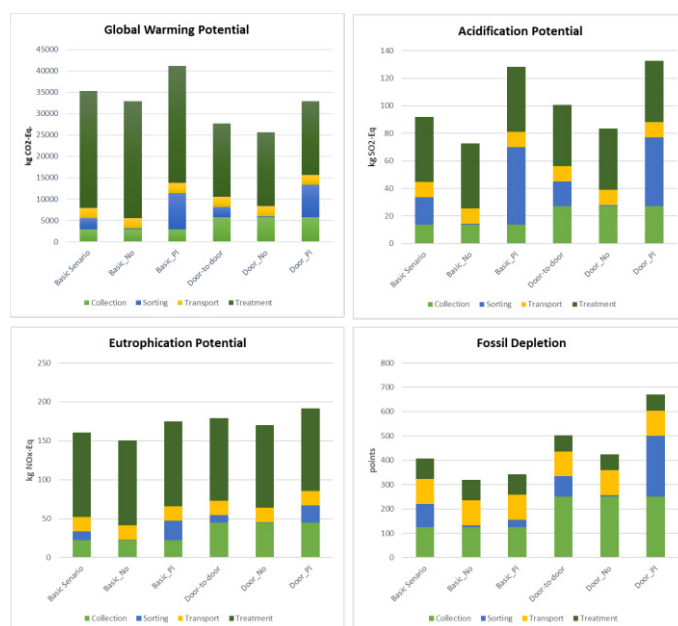 Global Warming Potential
kg CO2-Eq.
45000
40000
35000
30000
25000
20000
15000
10000
5000
0
Basic Senario
Basic_No
Basic_Pl
Door-to-door
Door_No
Door_Pl
Collection Sorting Transport Treatment
Acidification Potential
kg SO2-Eq
140
120
100
80
60
40
20
0
Basic Senario
Basic_No
Basic_Pl
Door-to-door
Door_No
Door_Pl
Collection Sorting Transport Treatment
Eutrophication Potential
kg NOx-Eq
250
200
150
100
50
0
Basic Senario
Basic_No
Basic_Pl
Door-to-door
Door_No
Door_Pl
Collection Sorting Transport Treatment
Fossil Depletion
points
800
700
600
500
400
300
200
100
0
Basic Senario
Basic_No
Basic_Pl
Door-to-door
Door_No
Door_Pl
Collection Sorting Transport Treatment